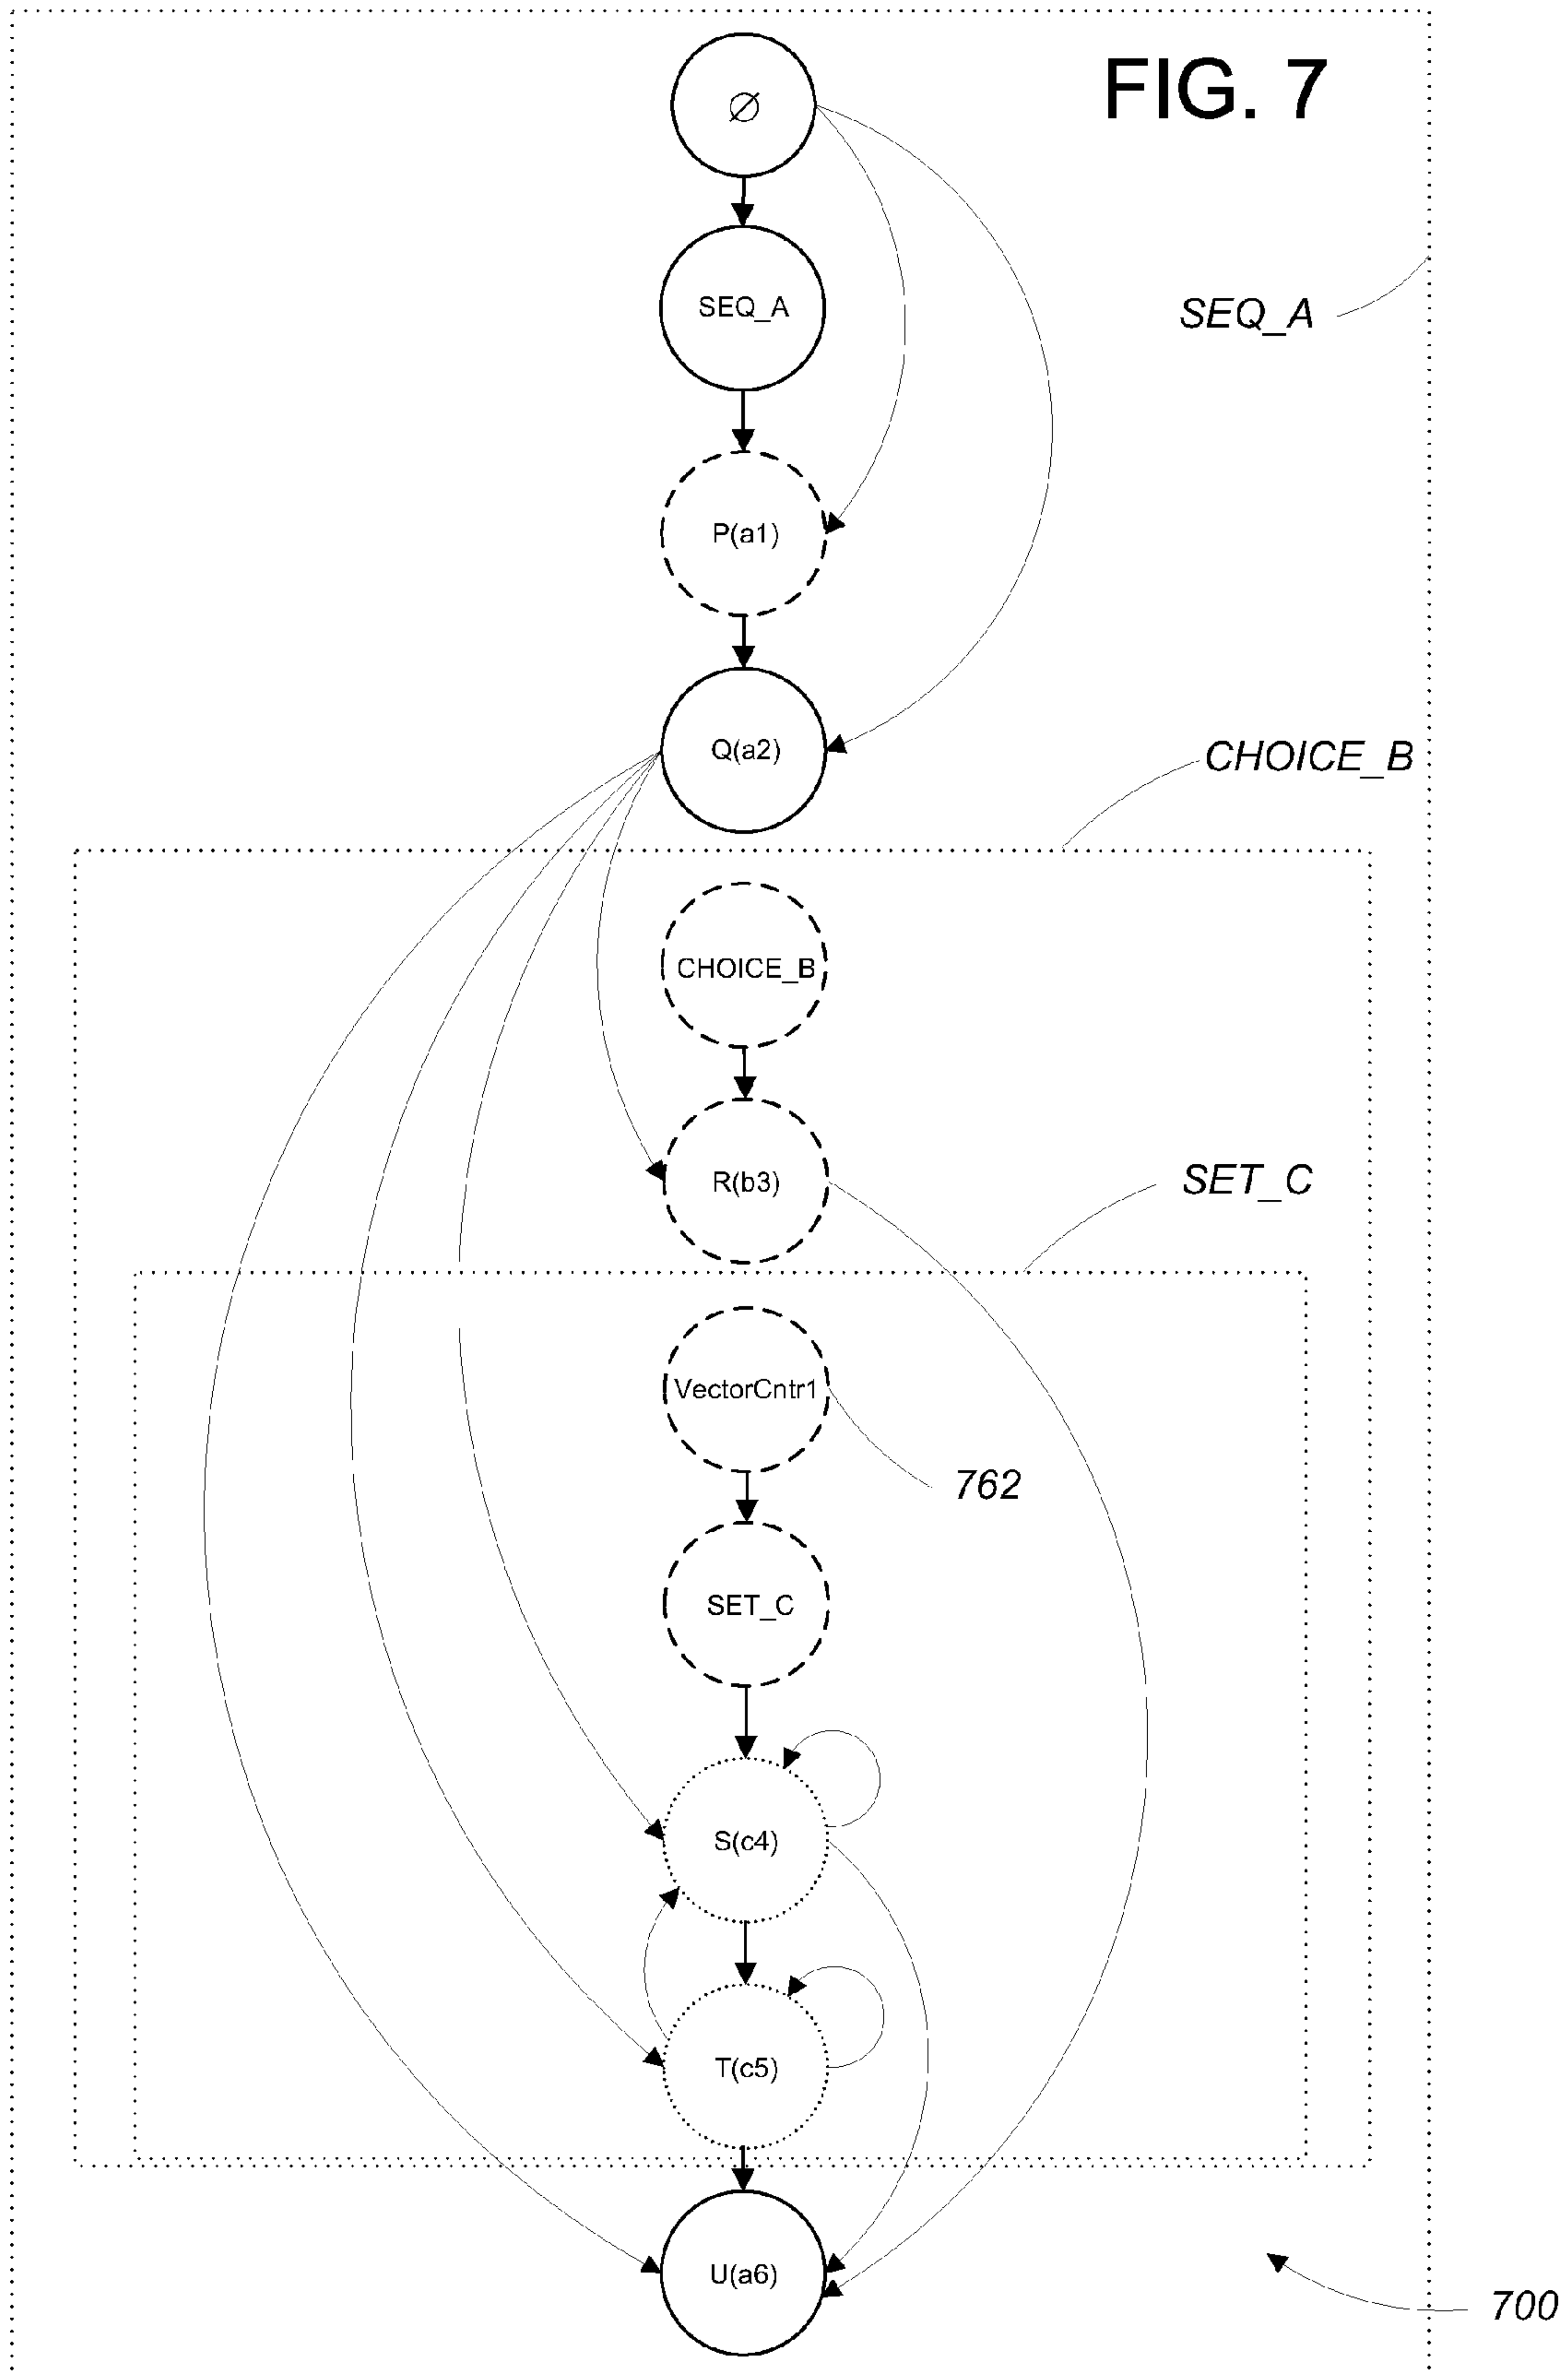 FIG. 7
∅
SEQ_A
SEQ_A
P(a1)
Q(a2)
CHOICE_B
CHOICE_B
R(b3)
SET_C
VectorCntr1
762
SET_C
S(c4)
T(c5)
U(a6)
700